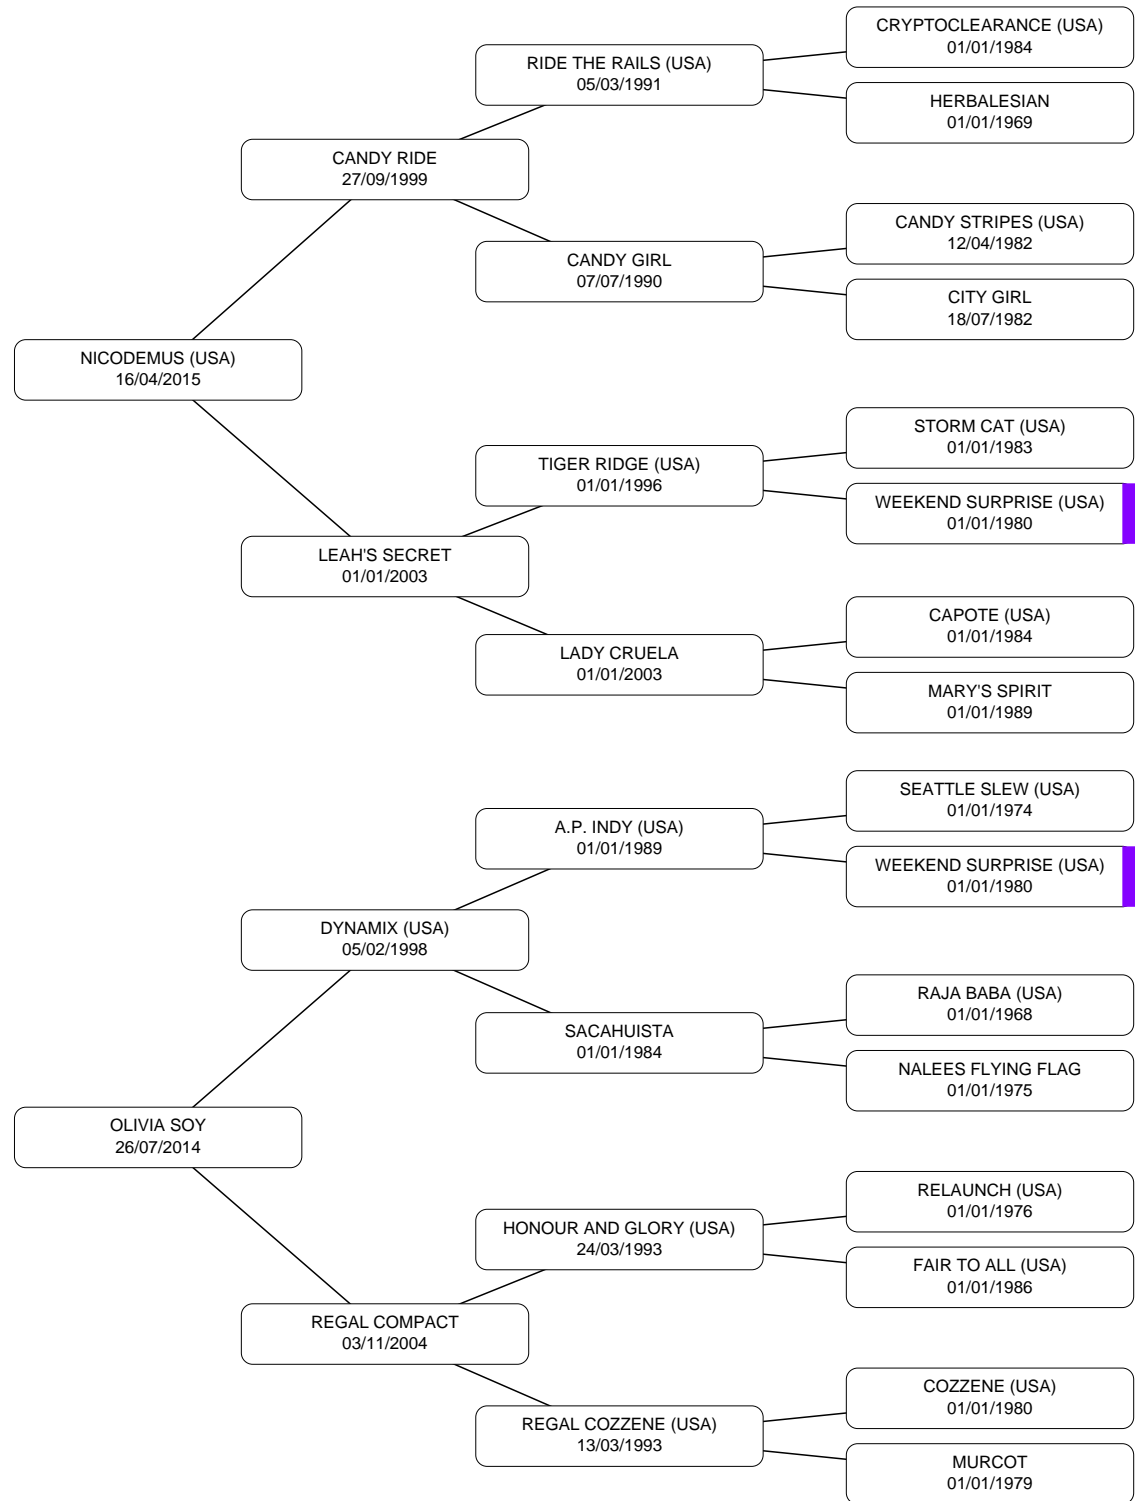 CRYPTOCLEARANCE (USA)
01/01/1984
RIDE THE RAILS (USA)
05/03/1991
HERBALESIAN
01/01/1969
CANDY RIDE
27/09/1999
CANDY STRIPES (USA)
12/04/1982
CANDY GIRL
07/07/1990
CITY GIRL
18/07/1982
NICODEMUS (USA)
16/04/2015
STORM CAT (USA)
01/01/1983
TIGER RIDGE (USA)
01/01/1996
WEEKEND SURPRISE (USA)
01/01/1980
LEAH'S SECRET
01/01/2003
CAPOTE (USA)
01/01/1984
LADY CRUELA
01/01/2003
MARY'S SPIRIT
01/01/1989
SEATTLE SLEW (USA)
01/01/1974
A.P. INDY (USA)
01/01/1989
WEEKEND SURPRISE (USA)
01/01/1980
DYNAMIX (USA)
05/02/1998
RAJA BABA (USA)
01/01/1968
SACAHUISTA
01/01/1984
NALEES FLYING FLAG
01/01/1975
OLIVIA SOY
26/07/2014
RELAUNCH (USA)
01/01/1976
HONOUR AND GLORY (USA)
24/03/1993
FAIR TO ALL (USA)
01/01/1986
REGAL COMPACT
03/11/2004
COZZENE (USA)
01/01/1980
REGAL COZZENE (USA)
13/03/1993
MURCOT
01/01/1979